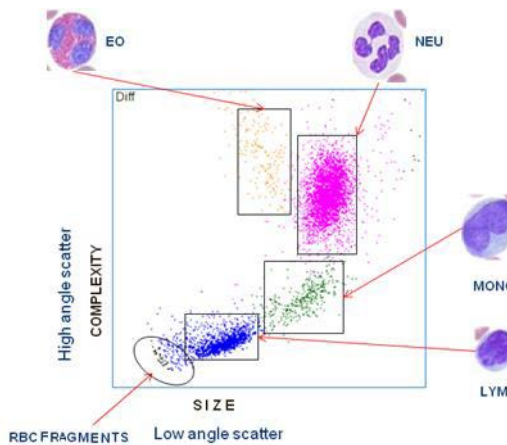 EO
NEU
Diff
High angle scatter
COMPLEXITY
MONO
LYM
SIZE
RBC FRAGMENTS
Low angle scatter